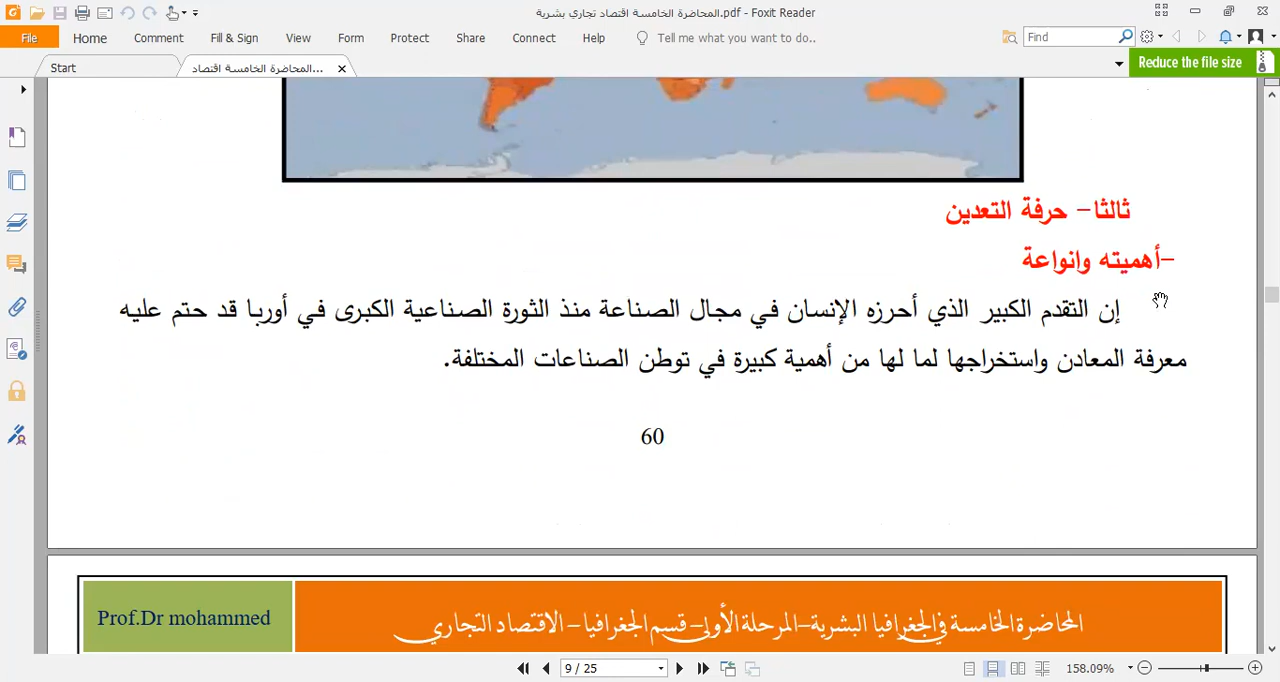 المحاضرة الخامسة اقتصاد تجاري بشرية.pdf - Foxit Reader
File Home Comment Fill & Sign View Form Protect Share Connect Help Tell me what you want to do.. Find
Start المحاضرة الخامسة اقتصاد... Reduce the file size
ثالثا- حرفة التعدين
-أهميته وانواعة
إن التقدم الكبير الذي أحرزه الإنسان في مجال الصناعة منذ الثورة الصناعية الكبرى في أوربا قد حتم عليه
معرفة المعادن واستخراجها لما لها من أهمية كبيرة في توطن الصناعات المختلفة.
60
Prof.Dr mohammed المحاضرة الخامسة في الجغرافيا البشرية-المرحلة الأولى- قسم الجغرافيا - الاقتصاد التجاري
9 / 25 158.09%